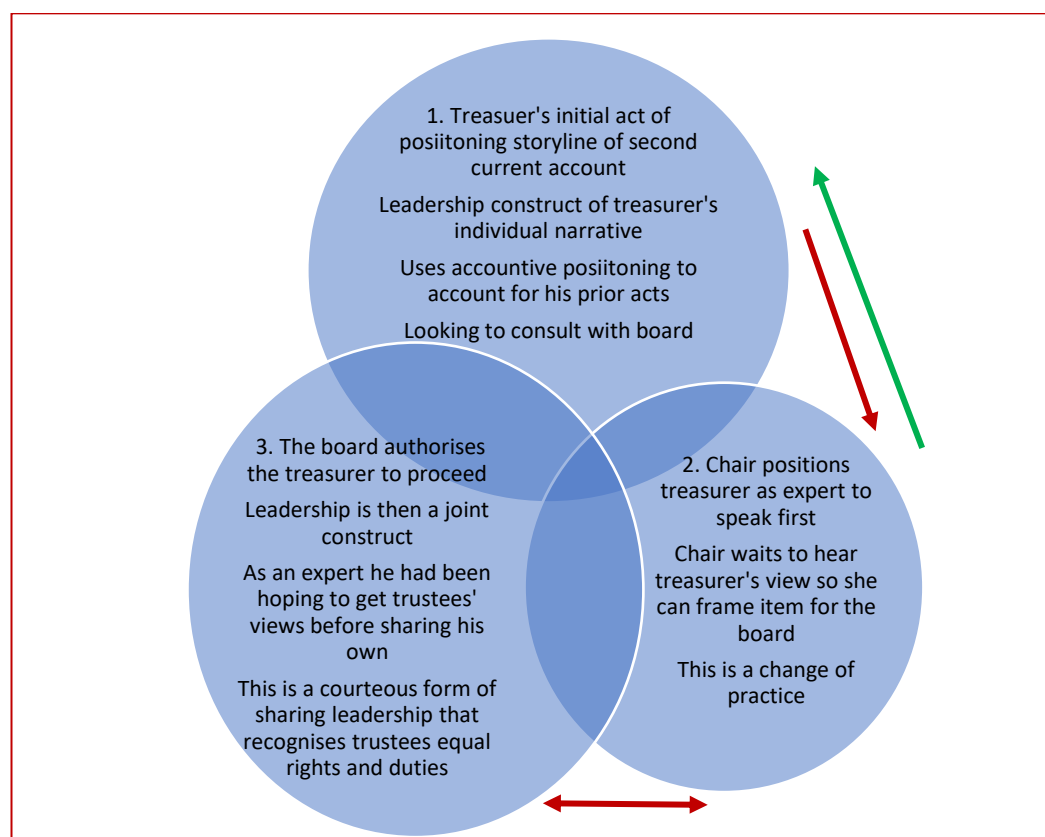 1. Treasuer's initial act of
posiitoning storyline of second
current account
Leadership construct of treasurer's
individual narrative
Uses accountive posiitoning to
account for his prior acts
Looking to consult with board
2. Chair positions
treasurer as expert to
speak first
Chair waits to hear
treasurer's view so she
can frame item for the
board
This is a change of
practice
3. The board authorises
the treasurer to proceed
Leadership is then a joint
construct
As an expert he had been
hoping to get trustees'
views before sharing his
own
This is a courteous form of
sharing leadership that
recognises trustees equal
rights and duties